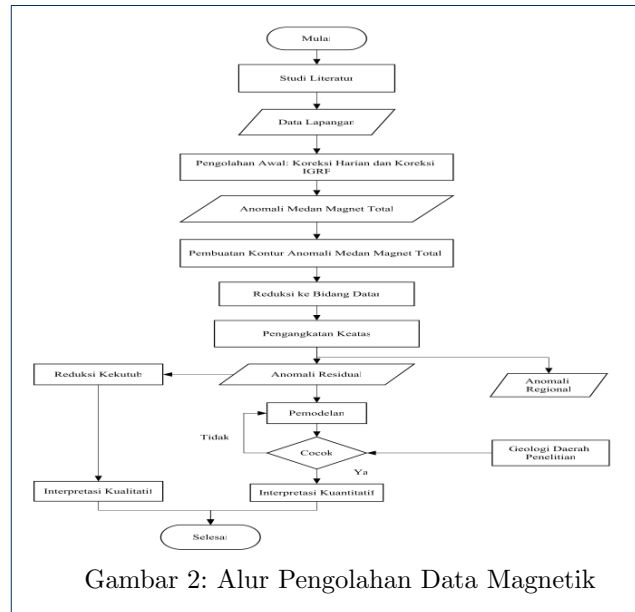 Mulai
Studi Literatur
Data Lapangan
Pengolahan Awal: Koreksi Harian dan Koreksi
IGRF
Anomali Medan Magnet Total
Pembuatan Kontur Anomali Medan Magnet Total
Reduksi ke Bidang Datar
Pengangkatan Keatas
Reduksi Kekutub
Anomali Residual
Anomali
Regional
Pemodelan
Tidak
Cocok
Geologi Daerah
Penelitian
Ya
Interpretasi Kualitatif
Interpretasi Kuantitatif
Selesai
Gambar 2: Alur Pengolahan Data Magnetik